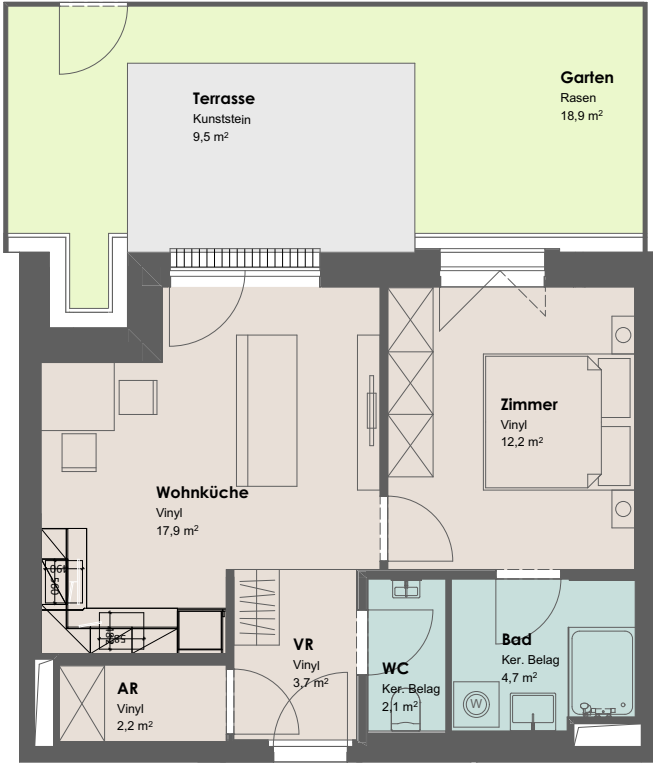 Terrasse
Kunststein
9,5 m²
Garten
Rasen
18,9 m²
Zimmer
Vinyl
12,2 m²
Wohnküche
Vinyl
17,9 m²
VR
Vinyl
3,7 m²
WC
Ker. Belag
2,1 m²
Bad
Ker. Belag
4,7 m²
AR
Vinyl
2,2 m²
W